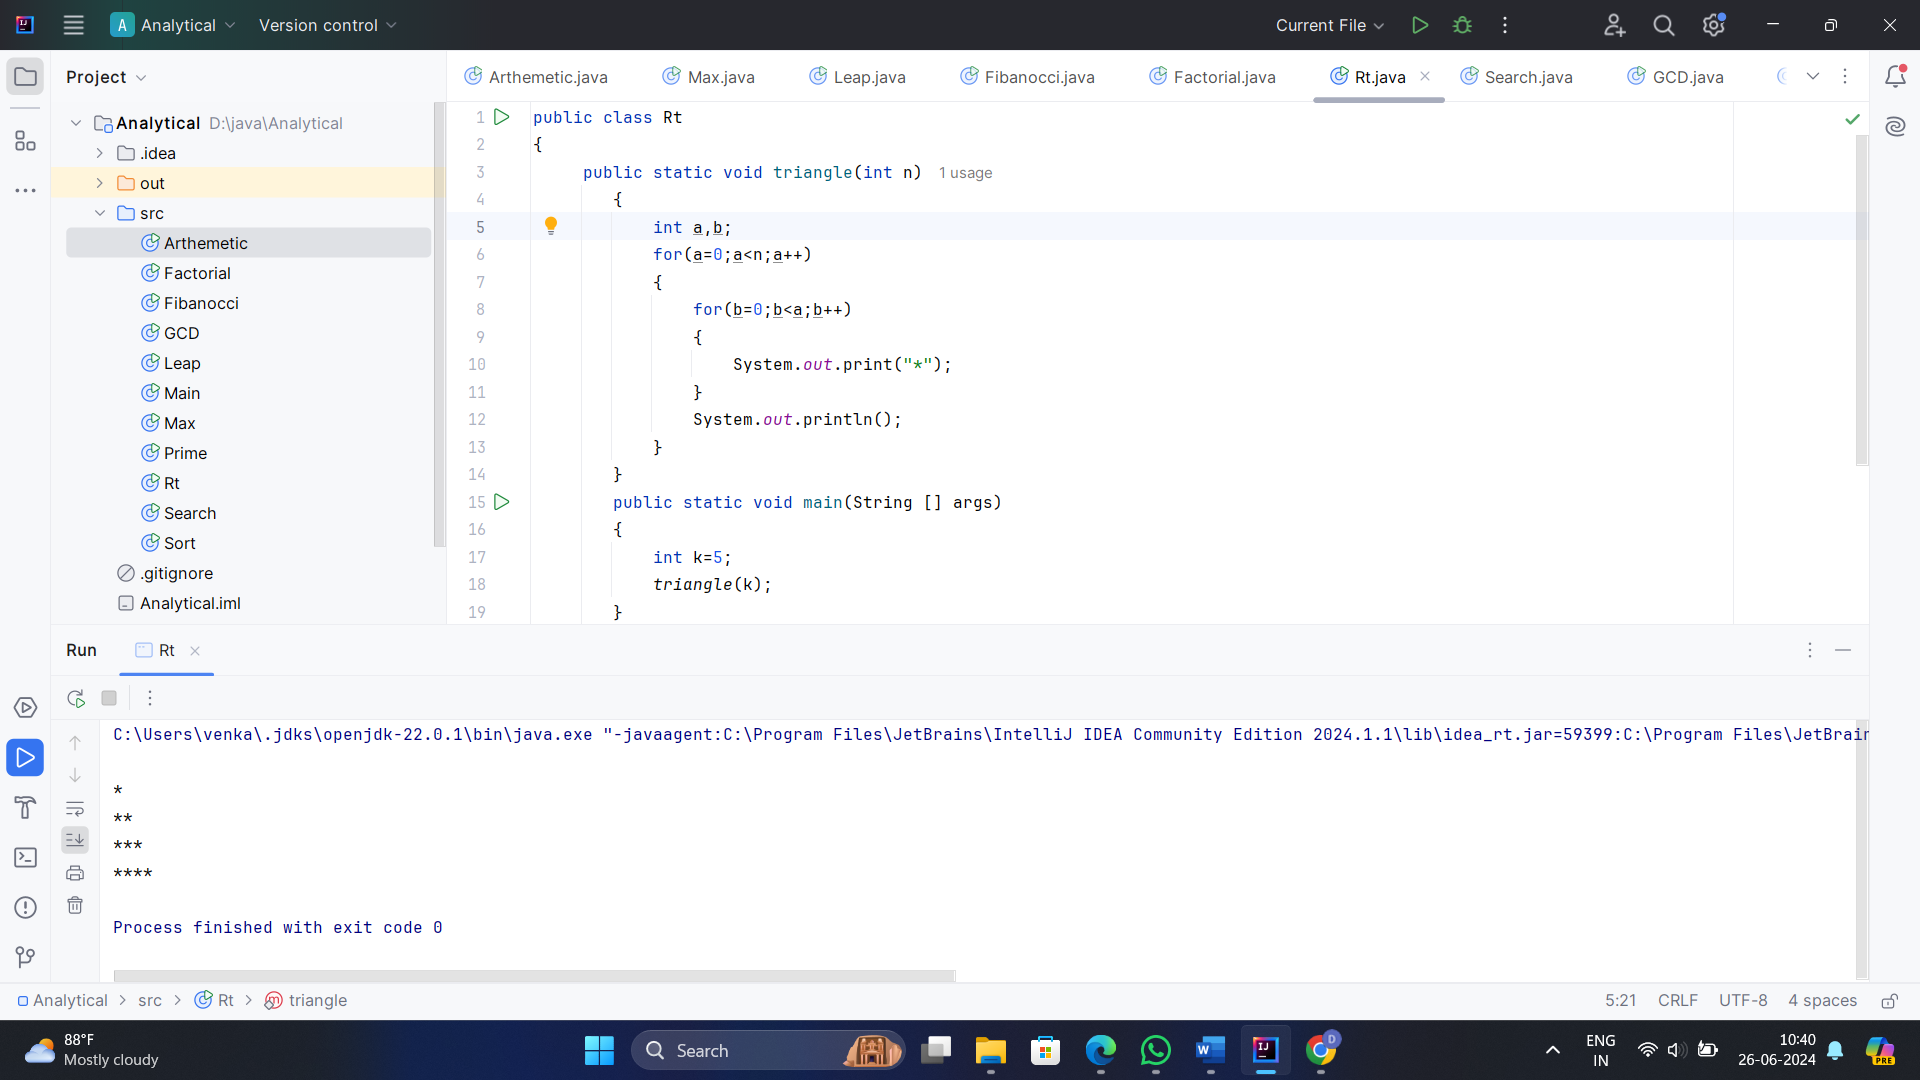 A Analytical Version control Current File
Project
Arthemetic.java Max.java Leap.java Fibanocci.java Factorial.java Rt.java Search.java GCD.java
Analytical D:\java\Analytical
.idea
out
src
Arthemetic
Factorial
Fibanocci
GCD
Leap
Main
Max
Prime
Rt
Search
Sort
.gitignore
Analytical.iml
1 public class Rt
2 {
3 public static void triangle(int n) 1 usage
4 {
5 int a,b;
6 for(a=0;a<n;a++)
7 {
8 for(b=0;b<a;b++)
9 {
10 System.out.print("*");
11 }
12 System.out.println();
13 }
14 }
15 public static void main(String [] args)
16 {
17 int k=5;
18 triangle(k);
19 }
Run Rt
C:\Users\venka\.jdks\openjdk-22.0.1\bin\java.exe "-javaagent:C:\Program Files\JetBrains\IntelliJ IDEA Community Edition 2024.1.1\lib\idea_rt.jar=59399:C:\Program Files\JetBrain
*
**
***
****
Process finished with exit code 0
Analytical > src > Rt > triangle 5:21 CRLF UTF-8 4 spaces
88°F
Mostly cloudy
Search
ENG
IN
10:40
26-06-2024